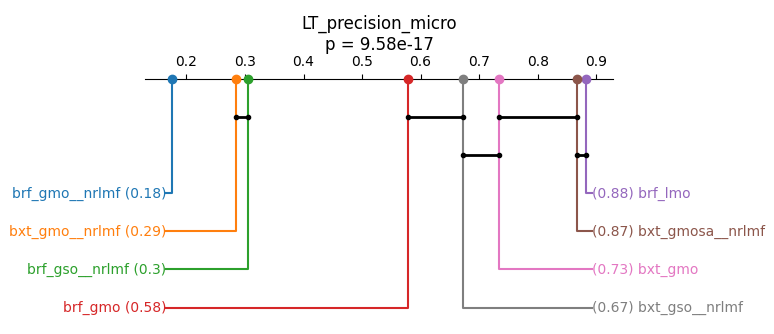 LT_precision_micro
p = 9.58e-17
0.2 0.3 0.4 0.5 0.6 0.7 0.8 0.9
brf_gmo__nrlmf (0.18) (0.88) brf_lmo
bxt_gmo__nrlmf (0.29) (0.87) bxt_gmosa__nrlmf
brf_gso__nrlmf (0.3) (0.73) bxt_gmo
brf_gmo (0.58) (0.67) bxt_gso__nrlmf